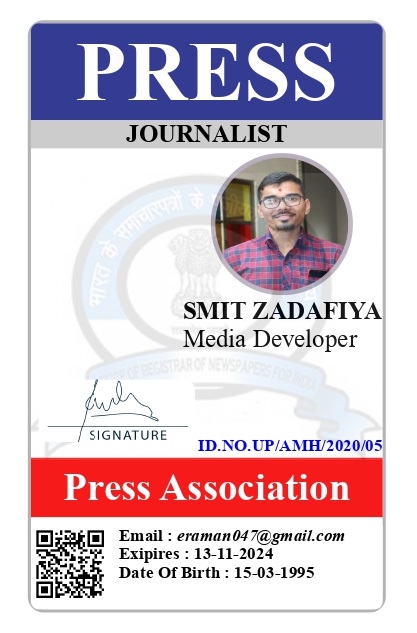 PRESS
JOURNALIST
भारत के समाचारपत्रों के
SMIT ZADAFIYA
Media Developer
OF REGISTRAR OF NEWSPAPERS FOR INDIA
SIGNATURE
ID.NO.UP/AMH/2020/05
Press Association
Email : eraman047@gmail.com
Expires : 13-11-2024
Date Of Birth : 15-03-1995